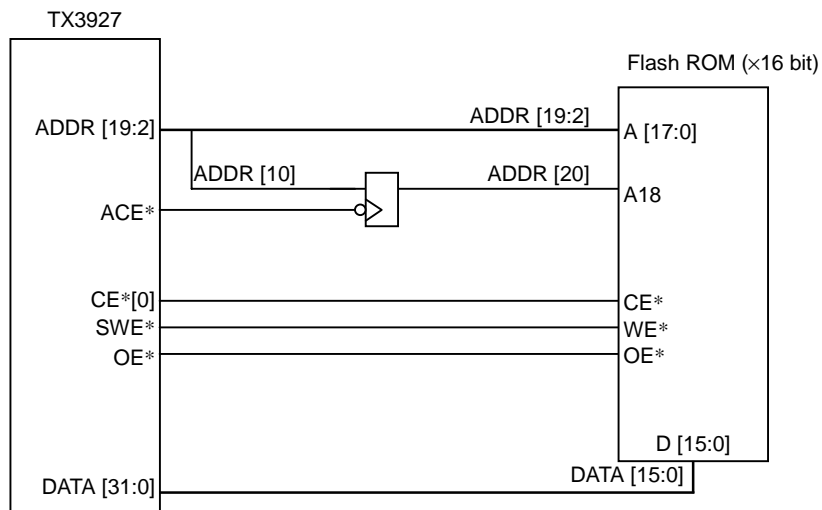 TX3927
Flash ROM (×16 bit)
ADDR [19:2]
ADDR [19:2]
A [17:0]
ADDR [10]
ADDR [20]
A18
ACE*
CE*[0]
CE*
SWE*
WE*
OE*
OE*
D [15:0]
DATA [31:0]
DATA [15:0]